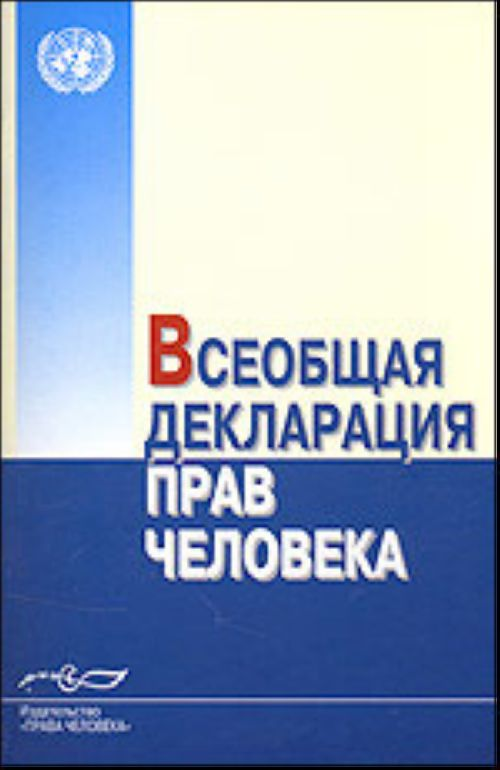 ВСЕОБЩАЯ
ДЕКЛАРАЦИЯ
ПРАВ
ЧЕЛОВЕКА
Издательство
«ПРАВА ЧЕЛОВЕКА»